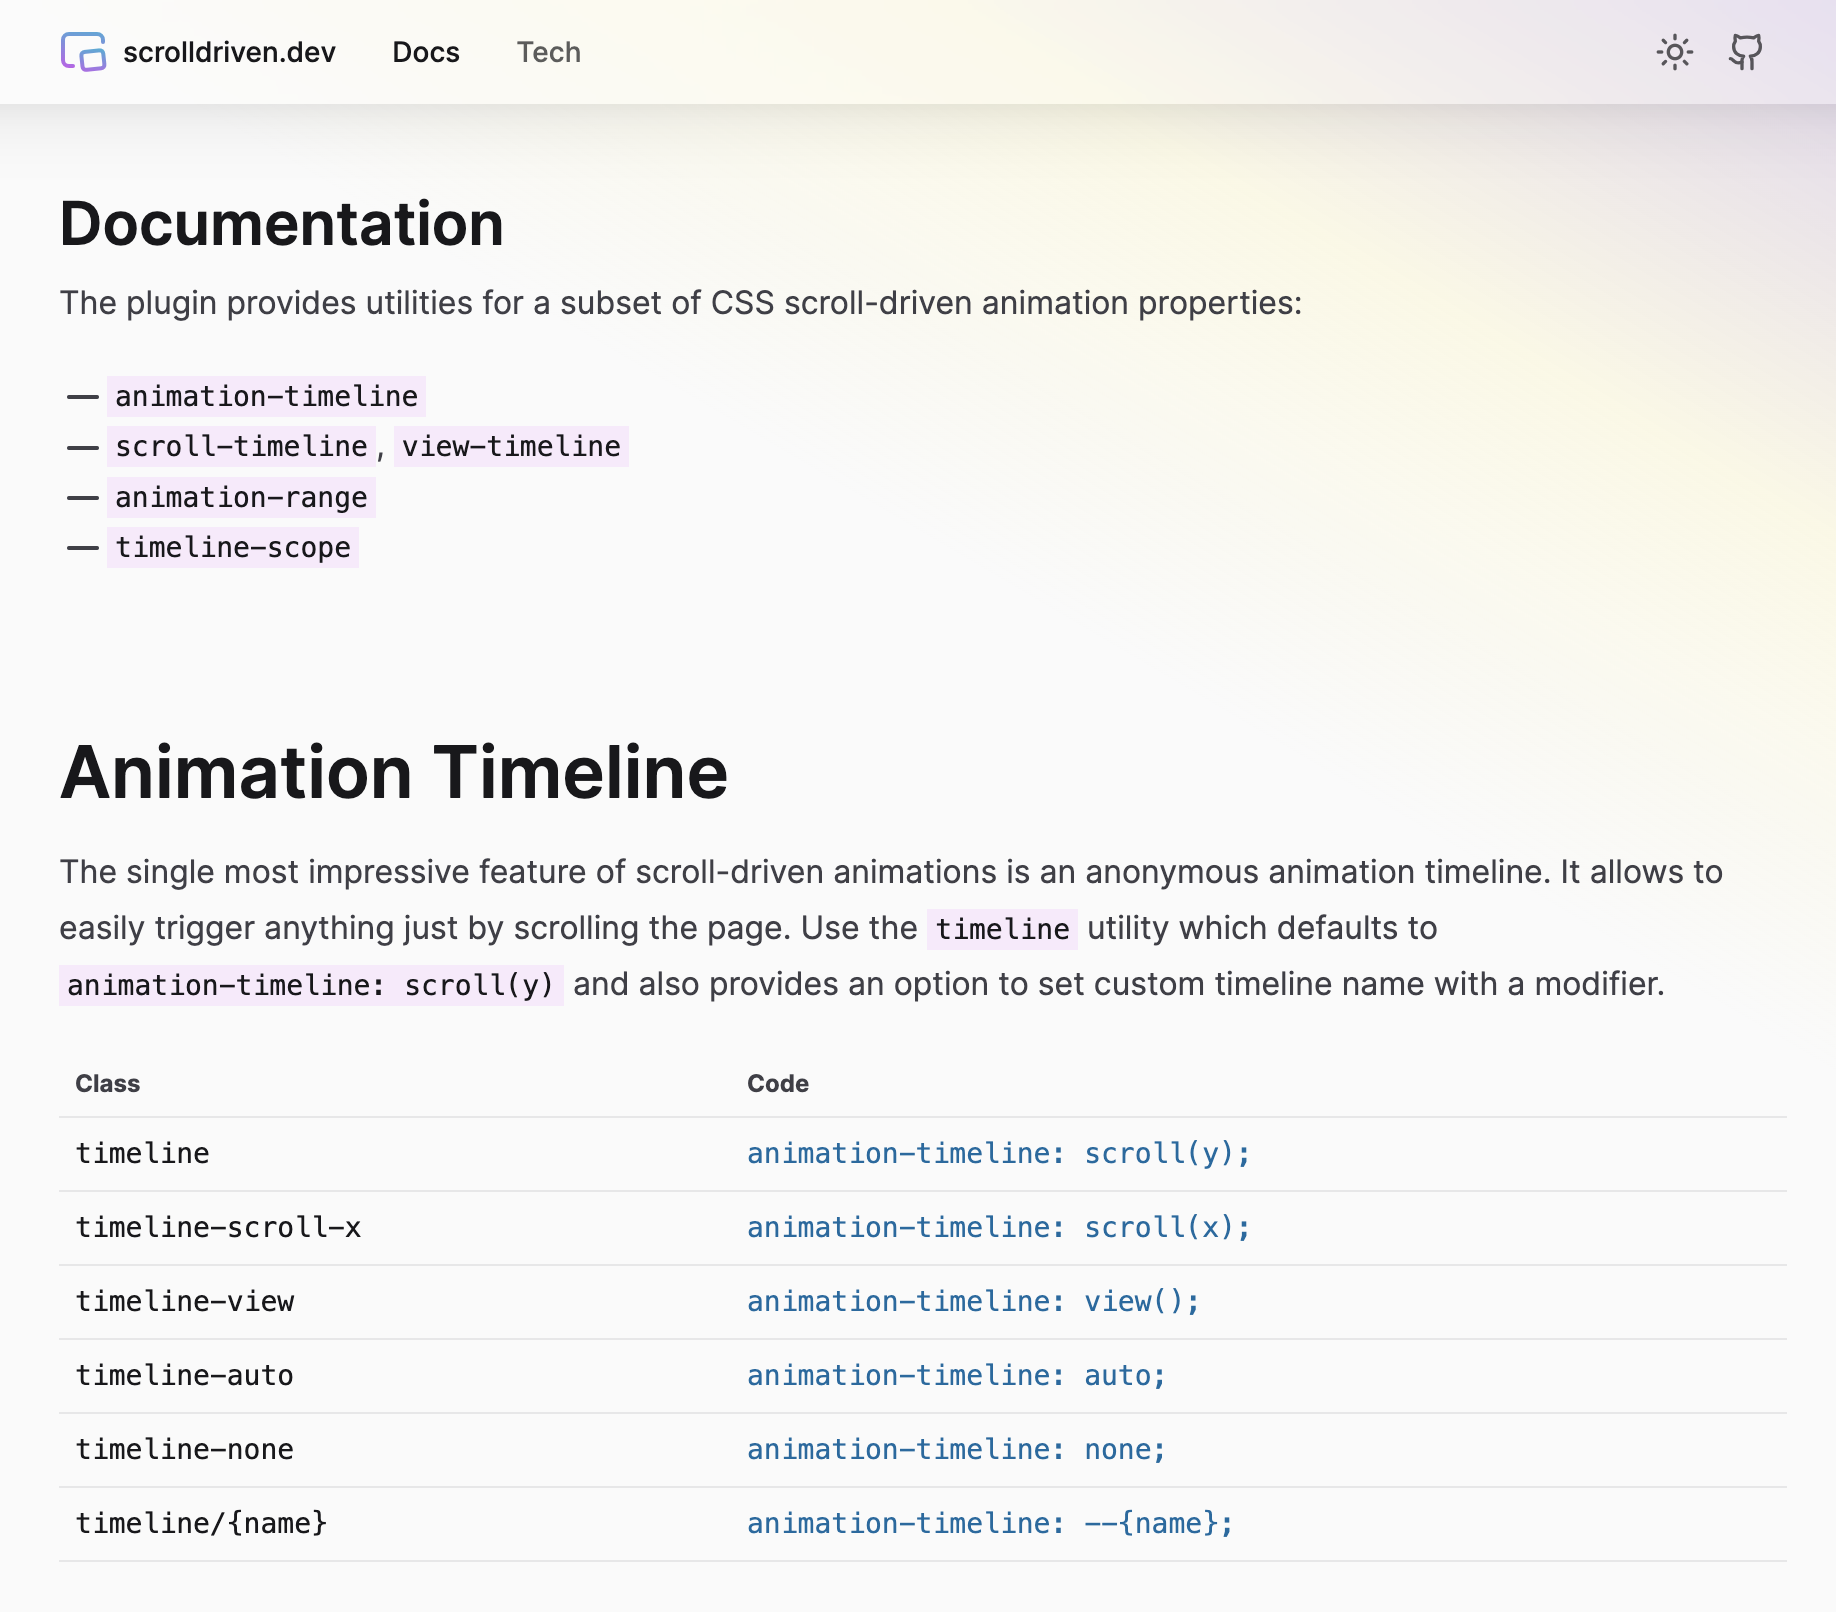 scrolldriven.dev Docs Tech
Documentation
The plugin provides utilities for a subset of CSS scroll-driven animation properties:
— animation-timeline
— scroll-timeline, view-timeline
— animation-range
— timeline-scope
Animation Timeline
The single most impressive feature of scroll-driven animations is an anonymous animation timeline. It allows to
easily trigger anything just by scrolling the page. Use the timeline utility which defaults to
animation-timeline: scroll(y) and also provides an option to set custom timeline name with a modifier.
Class Code
timeline animation-timeline: scroll(y);
timeline-scroll-x animation-timeline: scroll(x);
timeline-view animation-timeline: view();
timeline-auto animation-timeline: auto;
timeline-none animation-timeline: none;
timeline/{name} animation-timeline: --{name};